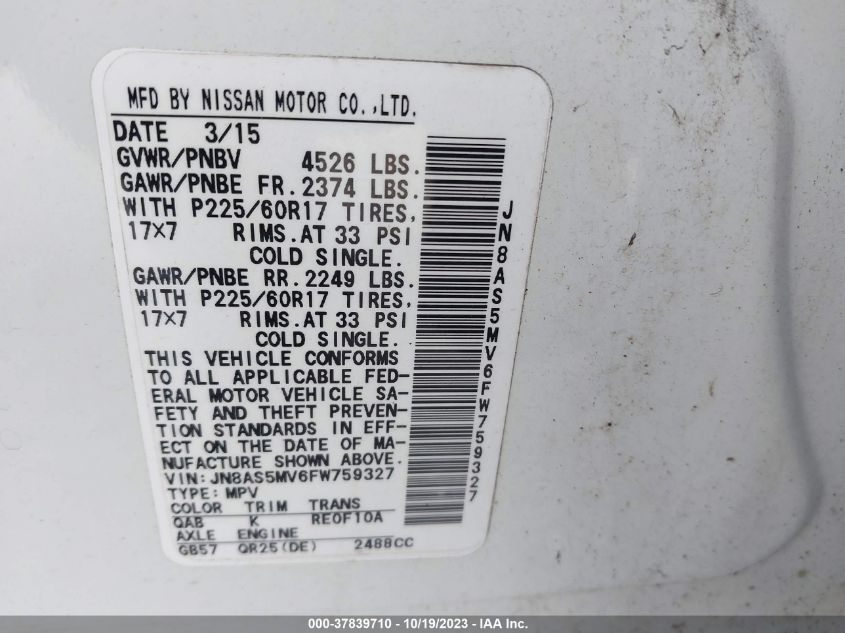 MFD BY NISSAN MOTOR CO.,LTD.
DATE 3/15
GVWR/PNBV 4526 LBS.
GAWR/PNBE FR. 2374 LBS.
WITH P225/60R17 TIRES,
17×7 RIMS. AT 33 PSI
COLD SINGLE.
GAWR/PNBE RR. 2249 LBS.
WITH P225/60R17 TIRES,
17×7 RIMS. AT 33 PSI
COLD SINGLE.
THIS VEHICLE CONFORMS
TO ALL APPLICABLE FED-
ERAL MOTOR VEHICLE SA-
FETY AND THEFT PREVEN-
TION STANDARDS IN EFF-
ECT ON THE DATE OF MA-
NUFACTURE SHOWN ABOVE.
VIN: JN8AS5MV6FW759327
TYPE: MPV
COLOR TRIM TRANS
QAB K RE0F10A
AXLE ENGINE
GB57 QR25(DE) 2488CC
JN8AS5MV6FW759327
000-37839710 - 10/19/2023 - IAA Inc.